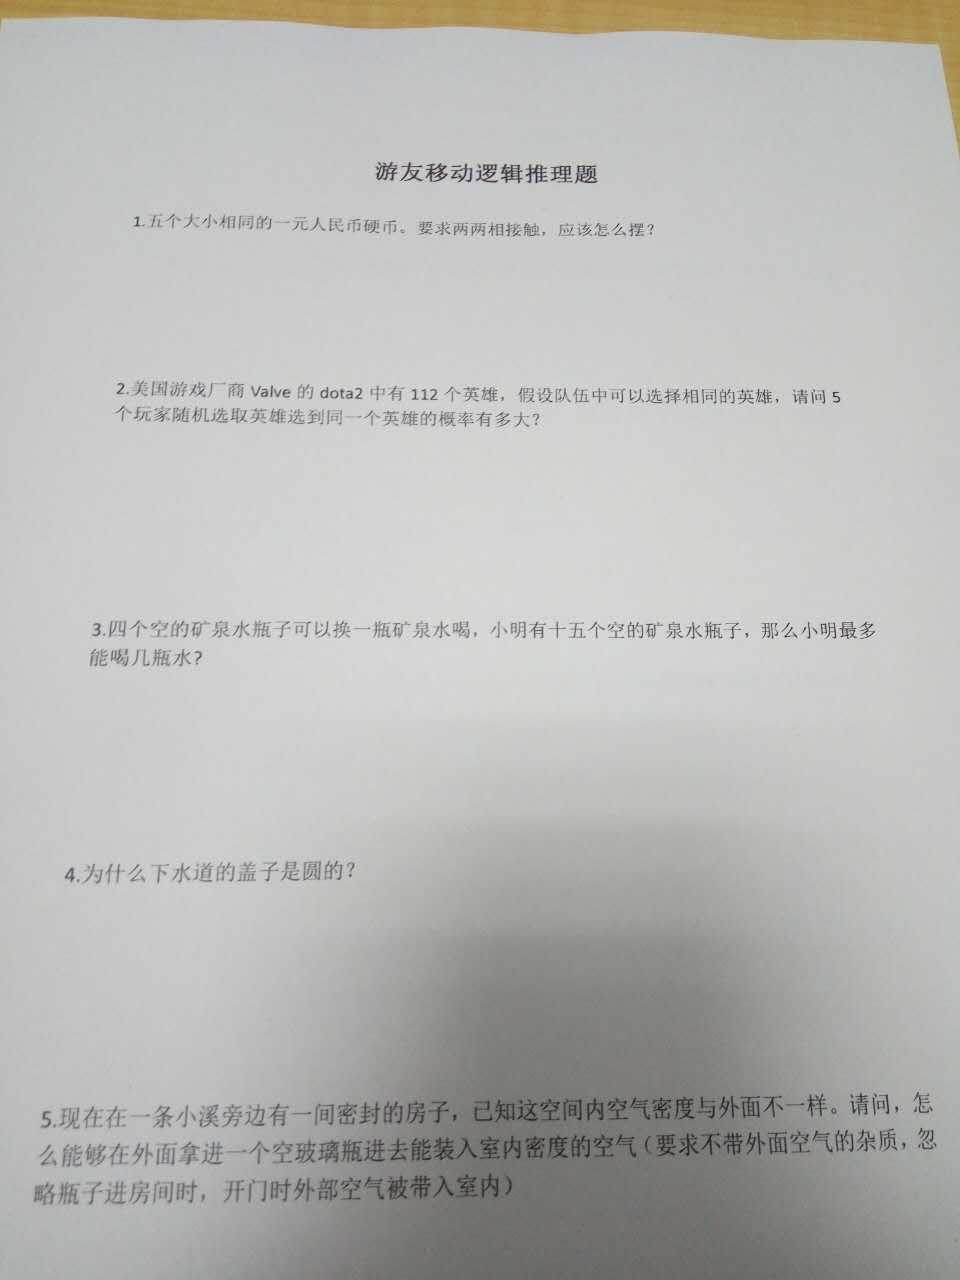 游友移动逻辑推理题
1.五个大小相同的一元人民币硬币。要求两两相接触，应该怎么摆？
2.美国游戏厂商 Valve 的 dota2 中有 112 个英雄，假设队伍中可以选择相同的英雄，请问 5
个玩家随机选取英雄选到同一个英雄的概率有多大？
3.四个空的矿泉水瓶子可以换一瓶矿泉水喝，小明有十五个空的矿泉水瓶子，那么小明最多
能喝几瓶水？
4.为什么下水道的盖子是圆的？
5.现在在一条小溪旁边有一间密封的房子，已知这空间内空气密度与外面不一样。请问，怎
么能够在外面拿进一个空玻璃瓶进去能装入室内密度的空气（要求不带外面空气的杂质，忽
略瓶子进房间时，开门时外部空气被带入室内）